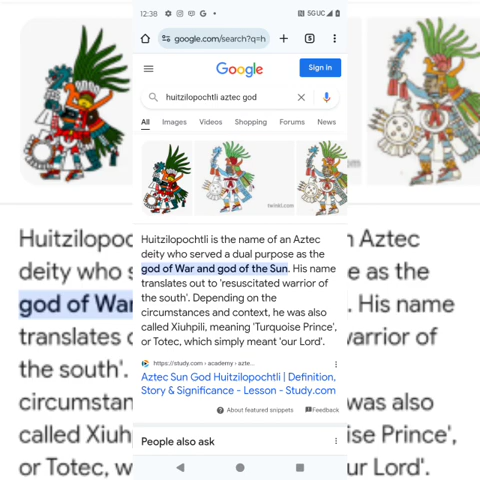 12:38
5G UC
google.com/search?q=h
5
Google
Sign in
huitzilopochtli aztec god
All Images Videos Shopping Forums News
twinkl.com
Huitzilopochtli is the name of an Aztec
deity who served a dual purpose as the
god of War and god of the Sun. His name
translates out to 'resuscitated warrior of
the south'. Depending on the
circumstances and context, he was also
called Xiuhpili, meaning 'Turquoise Prince',
or Totec, which simply meant 'our Lord'.
https://study.com › academy › azte...
Aztec Sun God Huitzilopochtli | Definition,
Story & Significance - Lesson - Study.com
About featured snippets Feedback
People also ask
Huitzilopoc
deity who s
god of War
translates o
the south'.
circumstan
called Xiuh
or Totec, w
n Aztec
e as the
. His name
warrior of
was also
ise Prince',
ur Lord'.